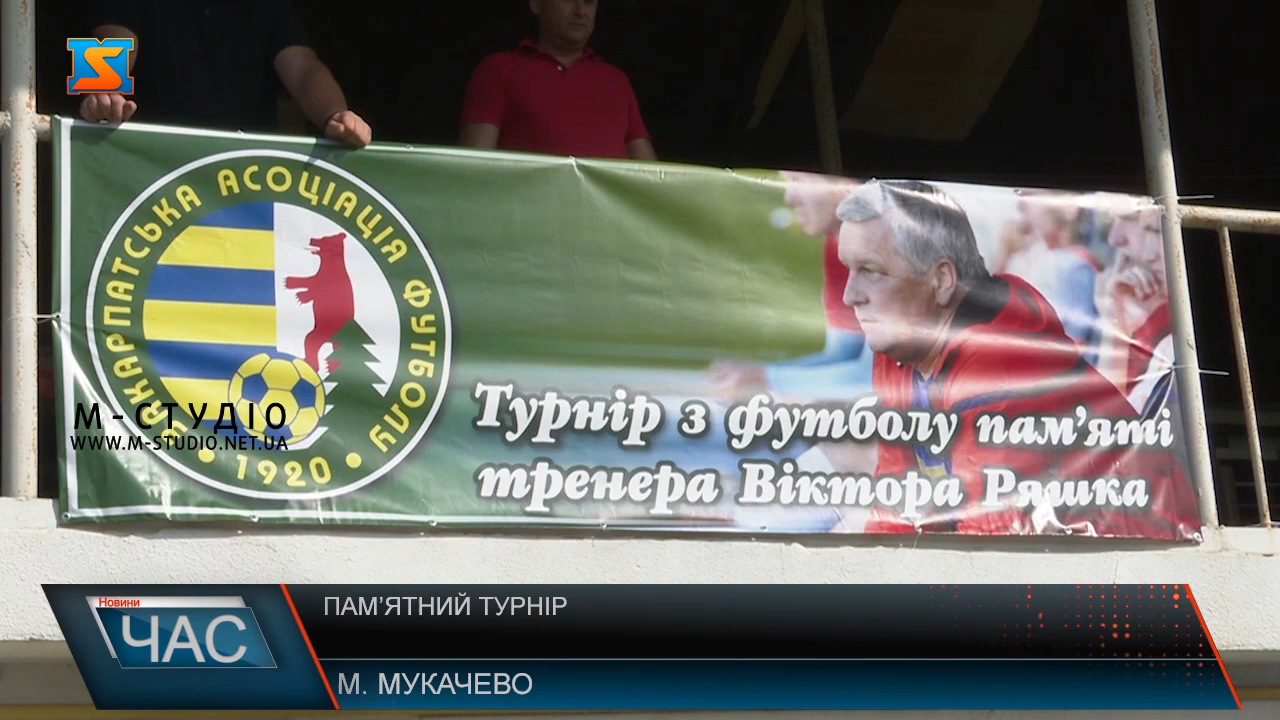 ЗАКАРПАТСЬКА АСОЦІАЦІЯ ФУТБОЛУ
• 1920 •
М-СТУДІО
WWW.M-STUDIO.NET.UA
Турнір з футболу пам'яті
тренера Віктора Ряшка
Новини
ЧАС
ПАМ'ЯТНИЙ ТУРНІР
М. МУКАЧЕВО